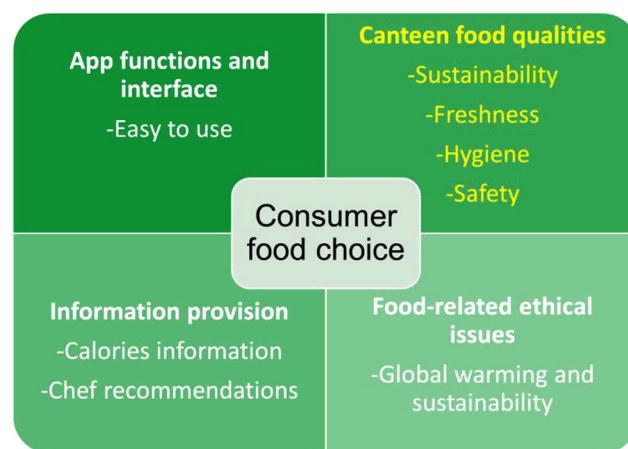 App functions and
interface
-Easy to use
Canteen food qualities
-Sustainability
-Freshness
-Hygiene
-Safety
Consumer
food choice
Information provision
-Calories information
-Chef recommendations
Food-related ethical
issues
-Global warming and
sustainability